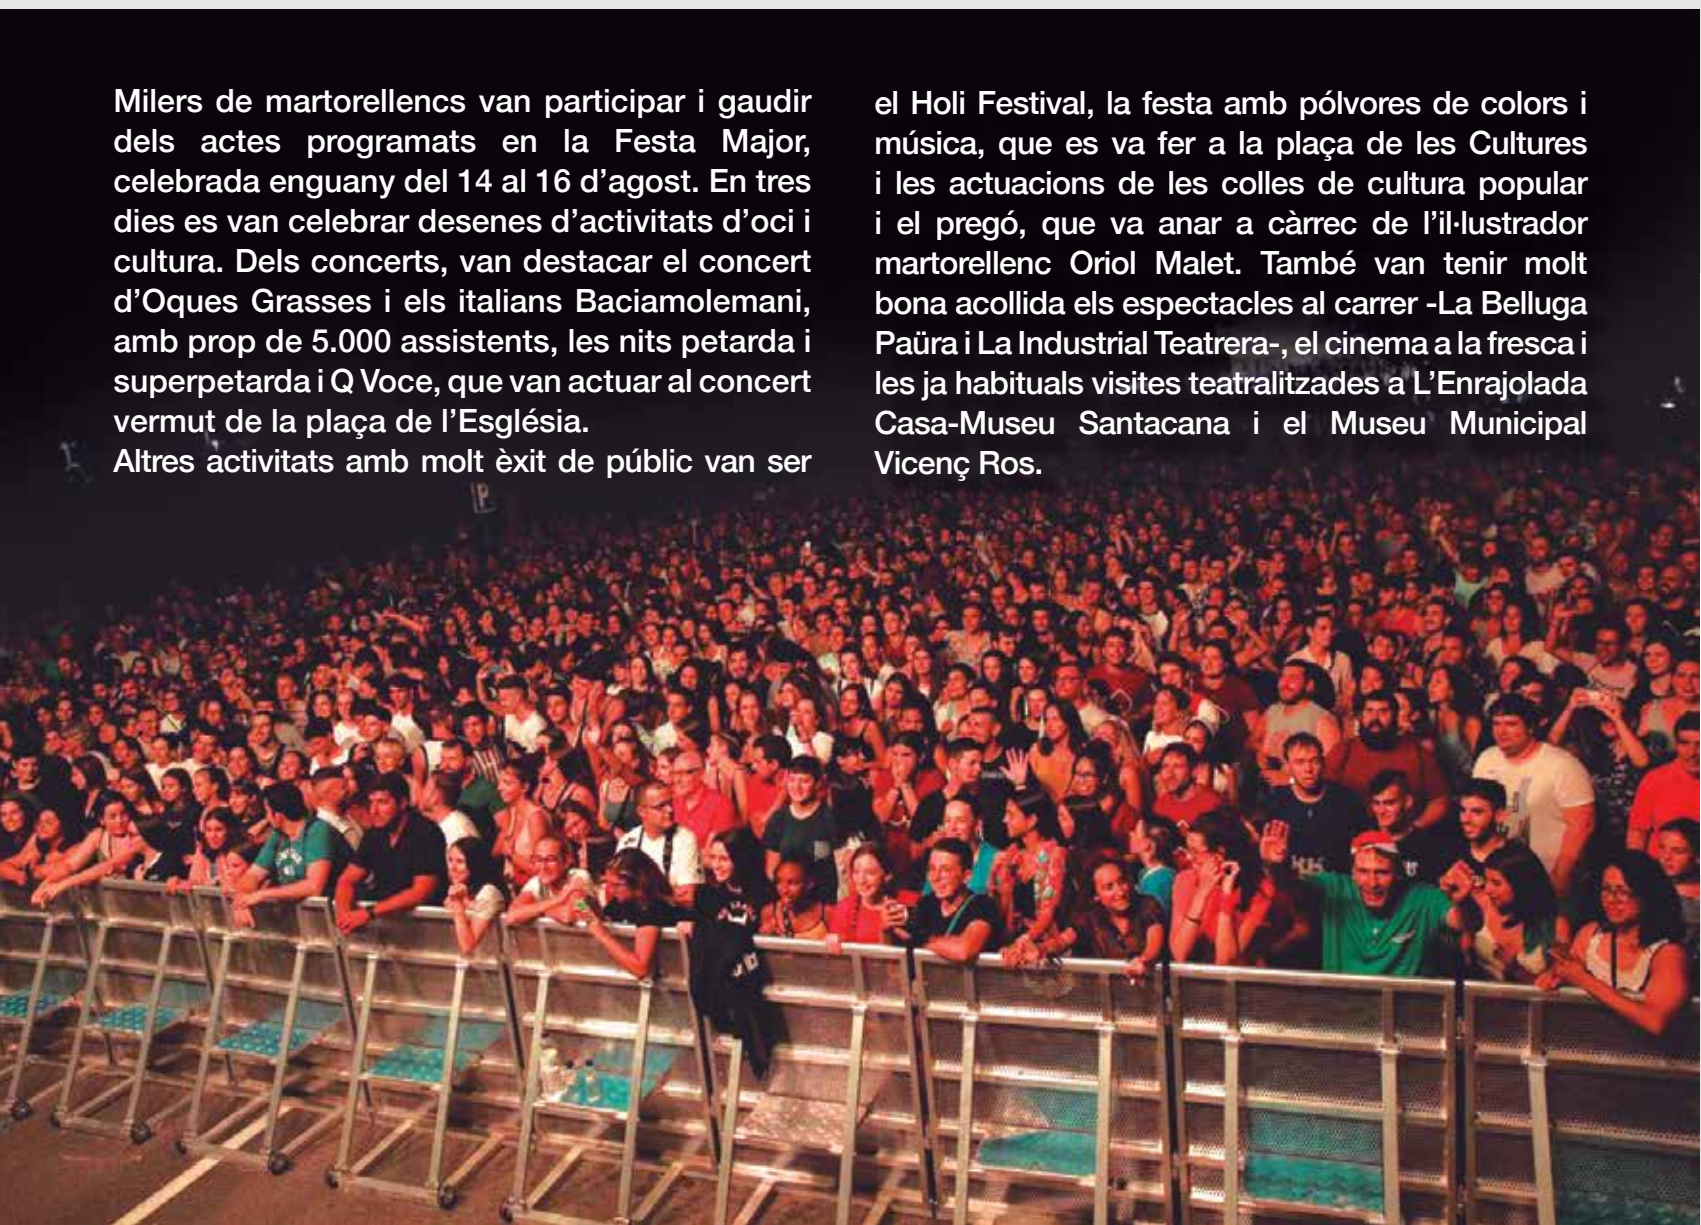 Milers de martorellencs van participar i gaudir
dels actes programats en la Festa Major,
celebrada enguany del 14 al 16 d'agost. En tres
dies es van celebrar desenes d'activitats d'oci i
cultura. Dels concerts, van destacar el concert
d'Oques Grasses i els italians Baciamolemani,
amb prop de 5.000 assistents, les nits petarda i
superpetarda i Q Voce, que van actuar al concert
vermut de la plaça de l'Església.
Altres activitats amb molt èxit de públic van ser
el Holi Festival, la festa amb pólvores de colors i
música, que es va fer a la plaça de les Cultures
i les actuacions de les colles de cultura popular
i el pregó, que va anar a càrrec de l'il·lustrador
martorellenc Oriol Malet. També van tenir molt
bona acollida els espectacles al carrer -La Belluga
Paüra i La Industrial Teatrera-, el cinema a la fresca i
les ja habituals visites teatralitzades a L'Enrajolada
Casa-Museu Santacana i el Museu Municipal
Vicenç Ros.